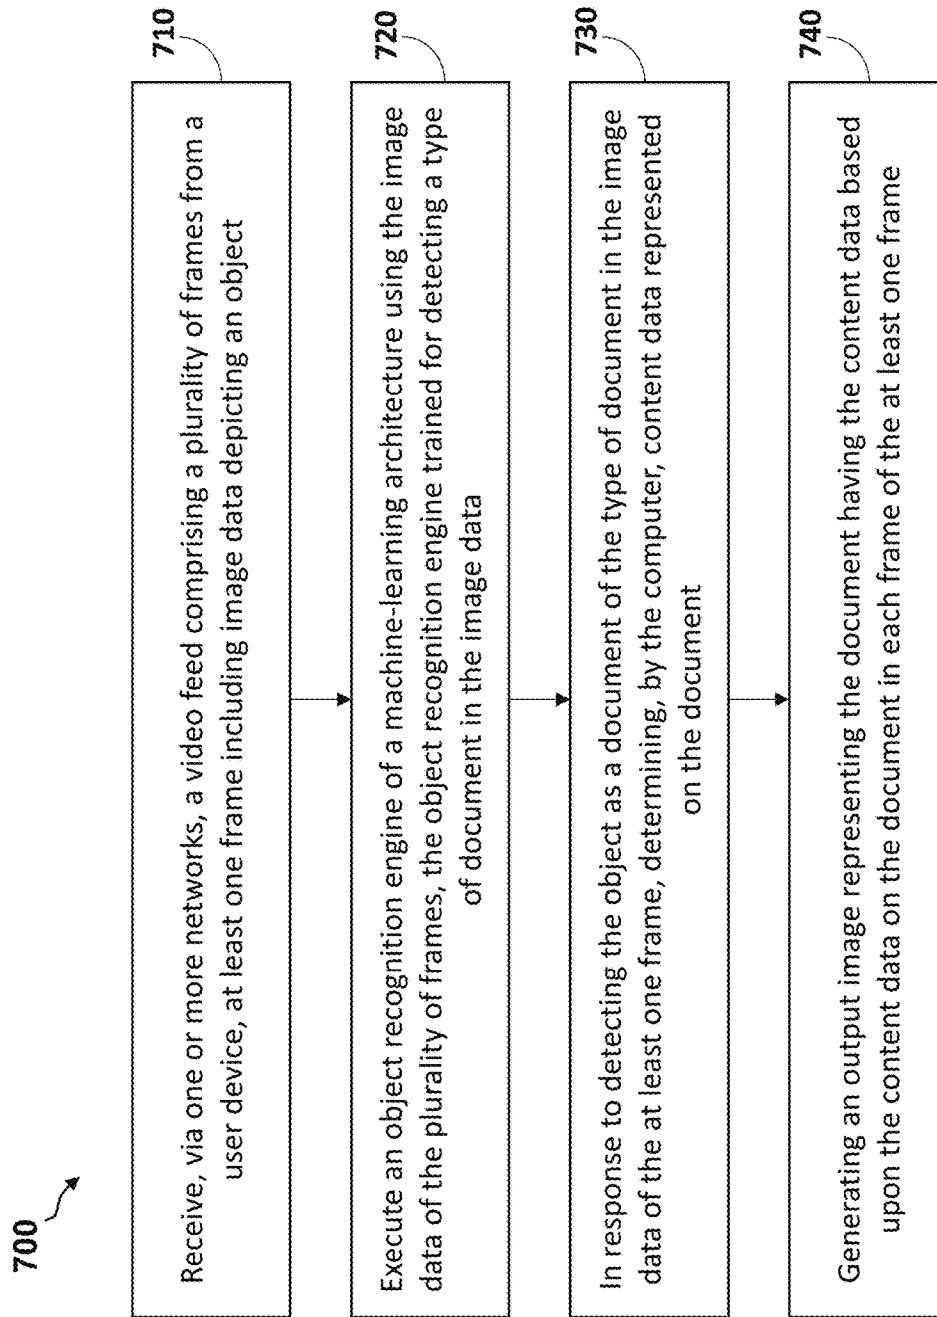 700
710
Receive, via one or more networks, a video feed comprising a plurality of frames from a
user device, at least one frame including image data depicting an object
720
Execute an object recognition engine of a machine-learning architecture using the image
data of the plurality of frames, the object recognition engine trained for detecting a type
of document in the image data
730
In response to detecting the object as a document of the type of document in the image
data of the at least one frame, determining, by the computer, content data represented
on the document
740
Generating an output image representing the document having the content data based
upon the content data on the document in each frame of the at least one frame